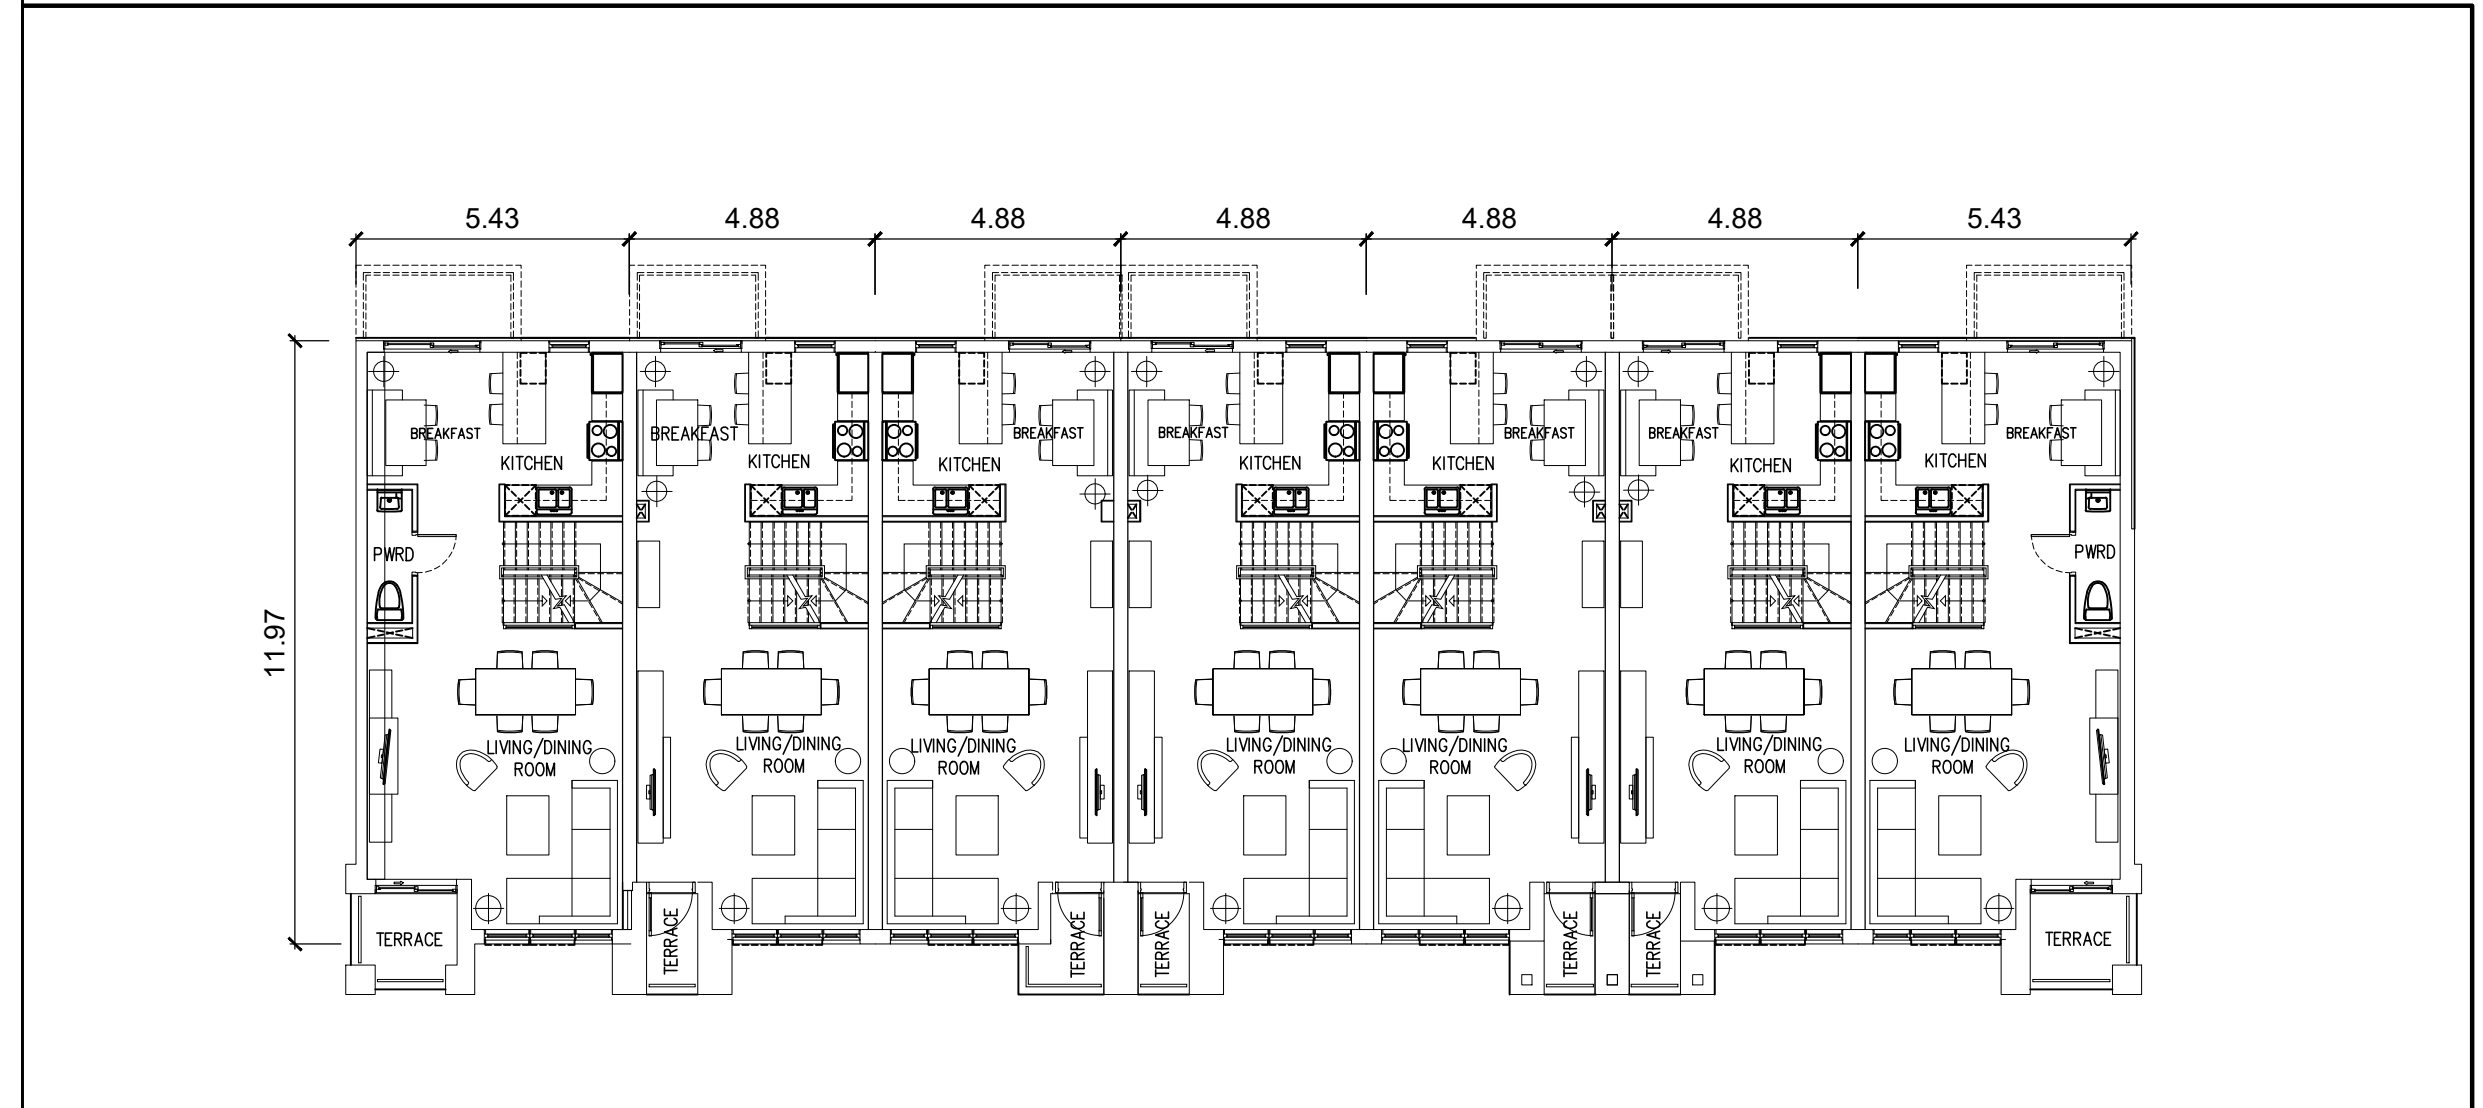 5.43
4.88
4.88
4.88
4.88
4.88
5.43
11.97
BREAKFAST
BREAKFAST
BREAKFAST
BREAKFAST
BREAKFAST
BREAKFAST
BREAKFAST
KITCHEN
KITCHEN
KITCHEN
KITCHEN
KITCHEN
KITCHEN
KITCHEN
PWRD
PWRD
LIVING/DINING
ROOM
LIVING/DINING
ROOM
LIVING/DINING
ROOM
LIVING/DINING
ROOM
LIVING/DINING
ROOM
LIVING/DINING
ROOM
LIVING/DINING
ROOM
TERRACE
TERRACE
TERRACE
TERRACE
TERRACE
TERRACE
TERRACE